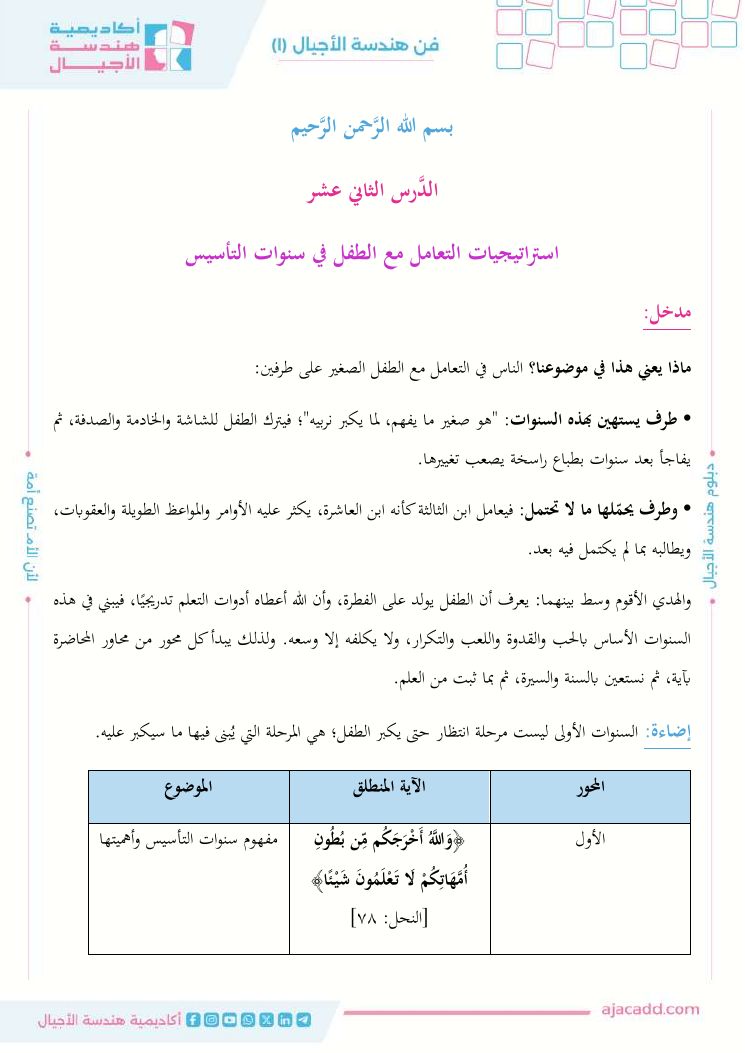 أكاديمية
هندسة
الأجيال
فن هندسة الأجيال (١)
بسم الله الرَّحمن الرَّحيم
الدَّرس الثاني عشر
استراتيجيات التعامل مع الطفل في سنوات التأسيس
مدخل:
ماذا يعني هذا في موضوعنا؟ الناس في التعامل مع الطفل الصغير على طرفين:
• طرف يستهين بهذه السنوات: "هو صغير ما يفهم، لما يكبر نربيه"؛ فيترك الطفل للشاشة والخادمة والصدفة، ثم
يفاجأ بعد سنوات بطباع راسخة يصعب تغييرها.
• وطرف يحمّلها ما لا تحتمل: فيعامل ابن الثالثة كأنه ابن العاشرة، يكثر عليه الأوامر والمواعظ الطويلة والعقوبات،
ويطالبه بما لم يكتمل فيه بعد.
والهدي الأقوم وسط بينهما: يعرف أن الطفل يولد على الفطرة، وأن الله أعطاه أدوات التعلم تدريجيًا، فيبني في هذه
السنوات الأساس بالحب والقدوة واللعب والتكرار، ولا يكلفه إلا وسعه. ولذلك يبدأ كل محور من محاور المحاضرة
بآية، ثم نستعين بالسنة والسيرة، ثم بما ثبت من العلم.
إضاءة: السنوات الأولى ليست مرحلة انتظار حتى يكبر الطفل؛ هي المرحلة التي يُبنى فيها ما سيكبر عليه.
المحور الآية المنطلق الموضوع
الأول ﴿وَاللَّهُ أَخْرَجَكُم مِّن بُطُونِ مفهوم سنوات التأسيس وأهميتها
أُمَّهَاتِكُمْ لَا تَعْلَمُونَ شَيْئًا﴾
[النحل: ٧٨]
دبلوم هندسة الأجيال
لأن الأمـ تصنع أمة
ajacadd.com
أكاديمية هندسة الأجيال